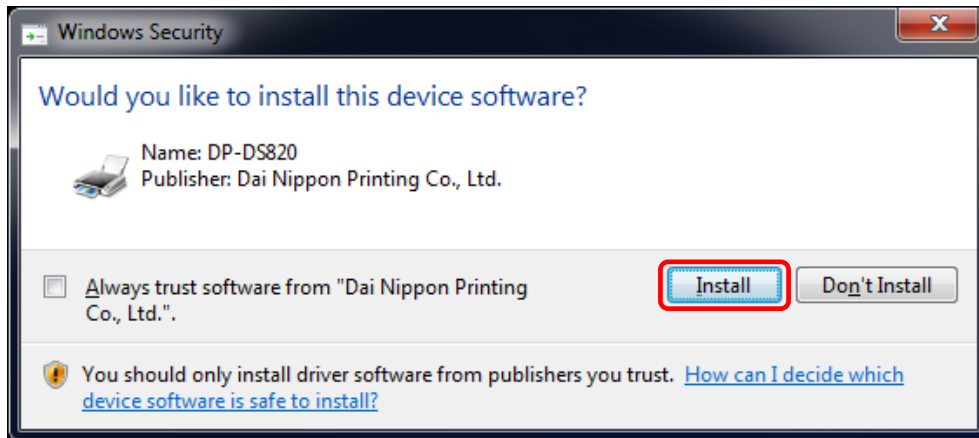 Windows Security
Would you like to install this device software?
Name: DP-DS820
Publisher: Dai Nippon Printing Co., Ltd.
Always trust software from "Dai Nippon Printing
Co., Ltd.".
Install
Don't Install
You should only install driver software from publishers you trust. How can I decide which
device software is safe to install?